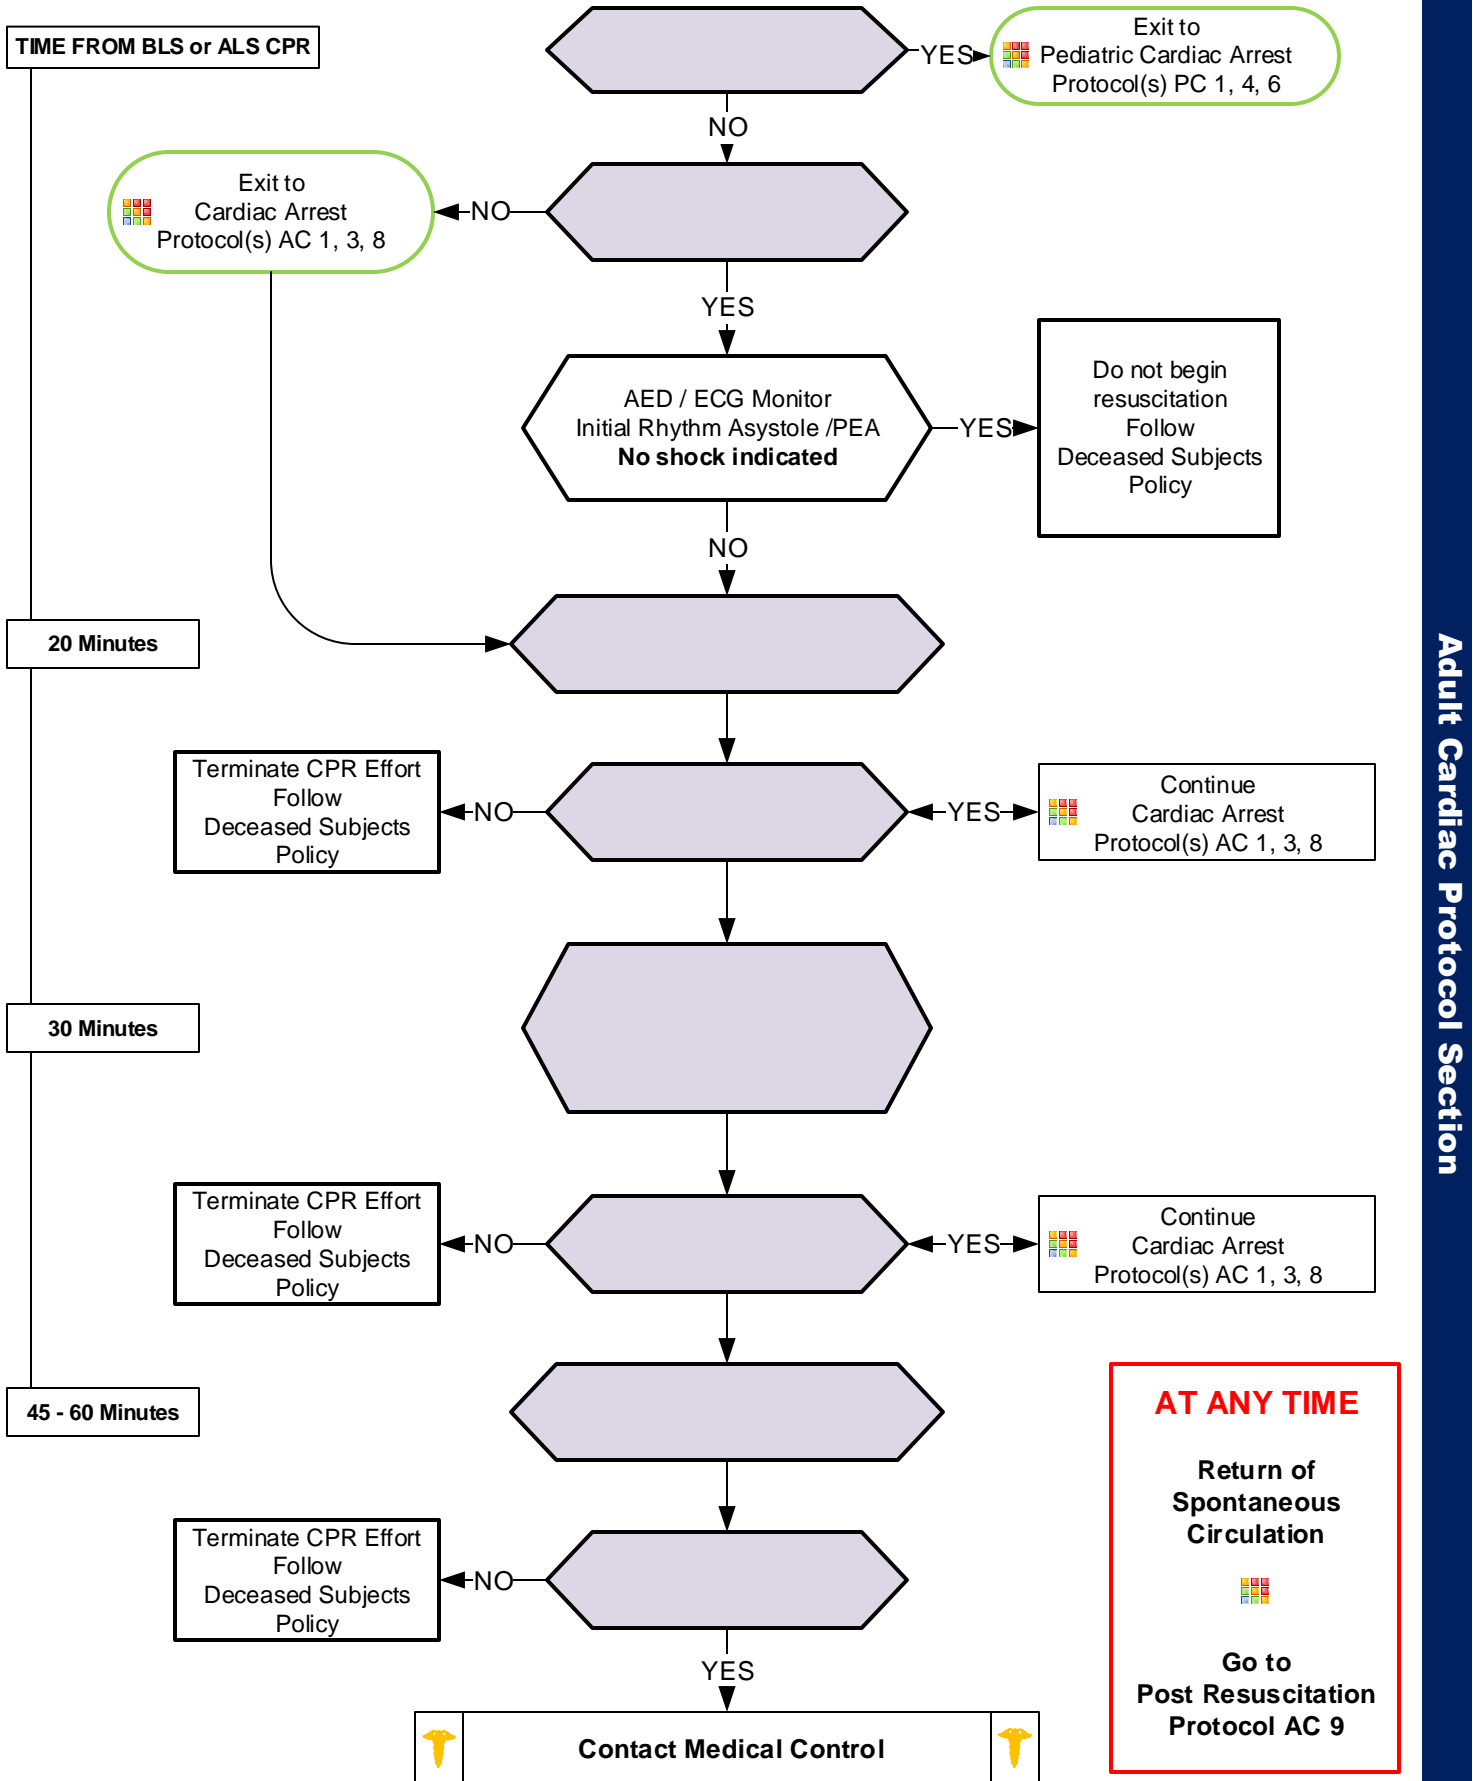 TIME FROM BLS or ALS CPR
YES
Exit to
Pediatric Cardiac Arrest
Protocol(s) PC 1, 4, 6
NO
Exit to
Cardiac Arrest
Protocol(s) AC 1, 3, 8
NO
YES
AED / ECG Monitor
Initial Rhythm Asystole /PEA
No shock indicated
YES
Do not begin
resuscitation
Follow
Deceased Subjects
Policy
NO
20 Minutes
Terminate CPR Effort
Follow
Deceased Subjects
Policy
NO
YES
Continue
Cardiac Arrest
Protocol(s) AC 1, 3, 8
30 Minutes
Terminate CPR Effort
Follow
Deceased Subjects
Policy
NO
YES
Continue
Cardiac Arrest
Protocol(s) AC 1, 3, 8
45 - 60 Minutes
Terminate CPR Effort
Follow
Deceased Subjects
Policy
NO
YES
Contact Medical Control
AT ANY TIME
Return of
Spontaneous
Circulation
Go to
Post Resuscitation
Protocol AC 9
Adult Cardiac Protocol Section